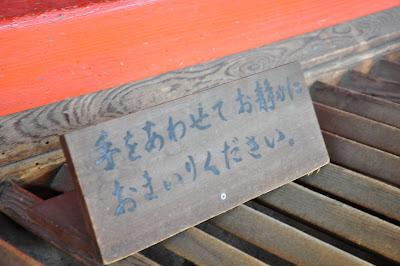 手をあわせて お静かに
おまいりください。